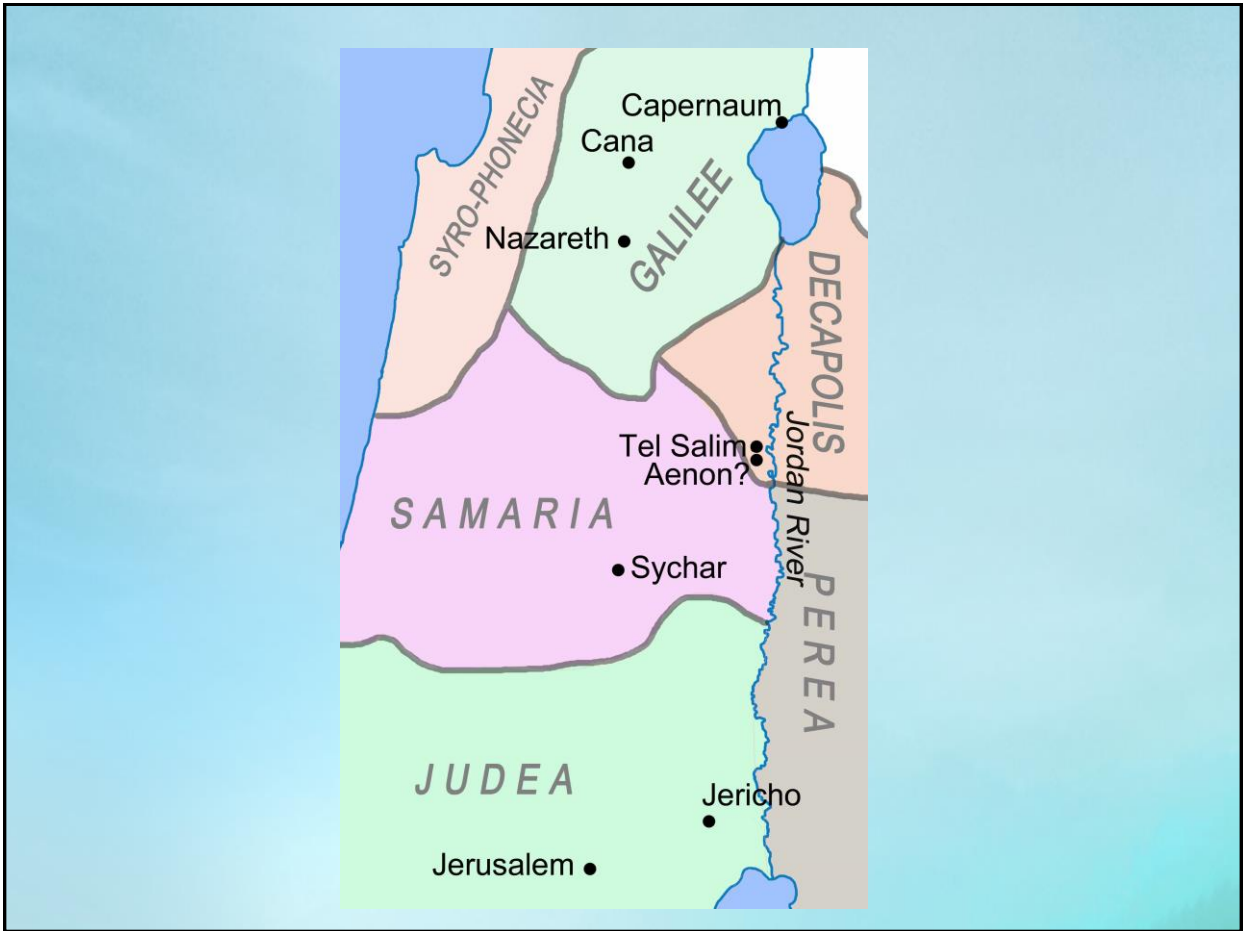 Capernaum
Cana
SYRO-PHONECIA
GALILEE
Nazareth
DECAPOLIS
Tel Salim
Aenon?
Jordan River
SAMARIA
Sychar
PEREA
JUDEA
Jericho
Jerusalem